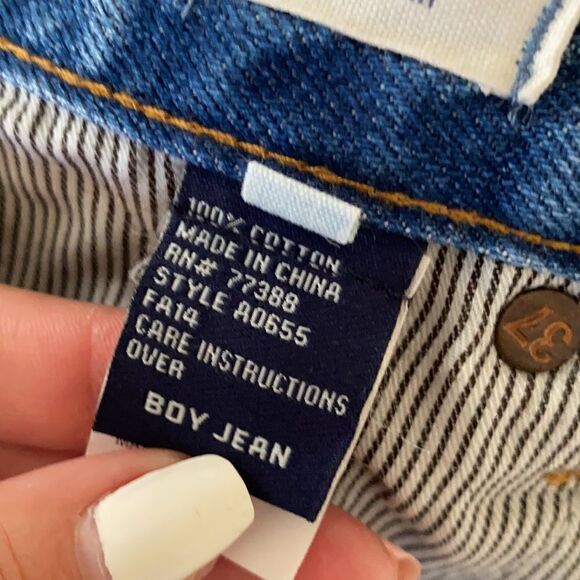 100% COTTON
MADE IN CHINA
RN# 77388
STYLE A0655
FA14
CARE INSTRUCTIONS
OVER
BOY JEAN
37